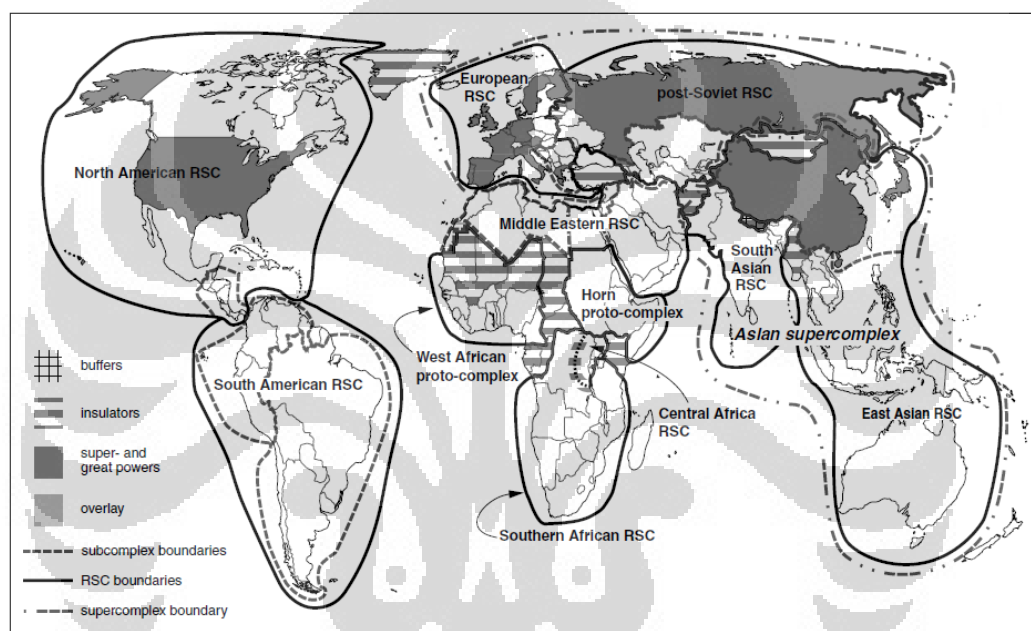 European
RSC
post-Soviet RSC
North American RSC
Middle Eastern RSC
South
Asian
RSC
Horn
proto-complex
Asian supercomplex
West African
proto-complex
South American RSC
Central Africa
RSC
East Asian RSC
Southern African RSC
buffers
insulators
super- and
great powers
overlay
subcomplex boundaries
RSC boundaries
supercomplex boundary